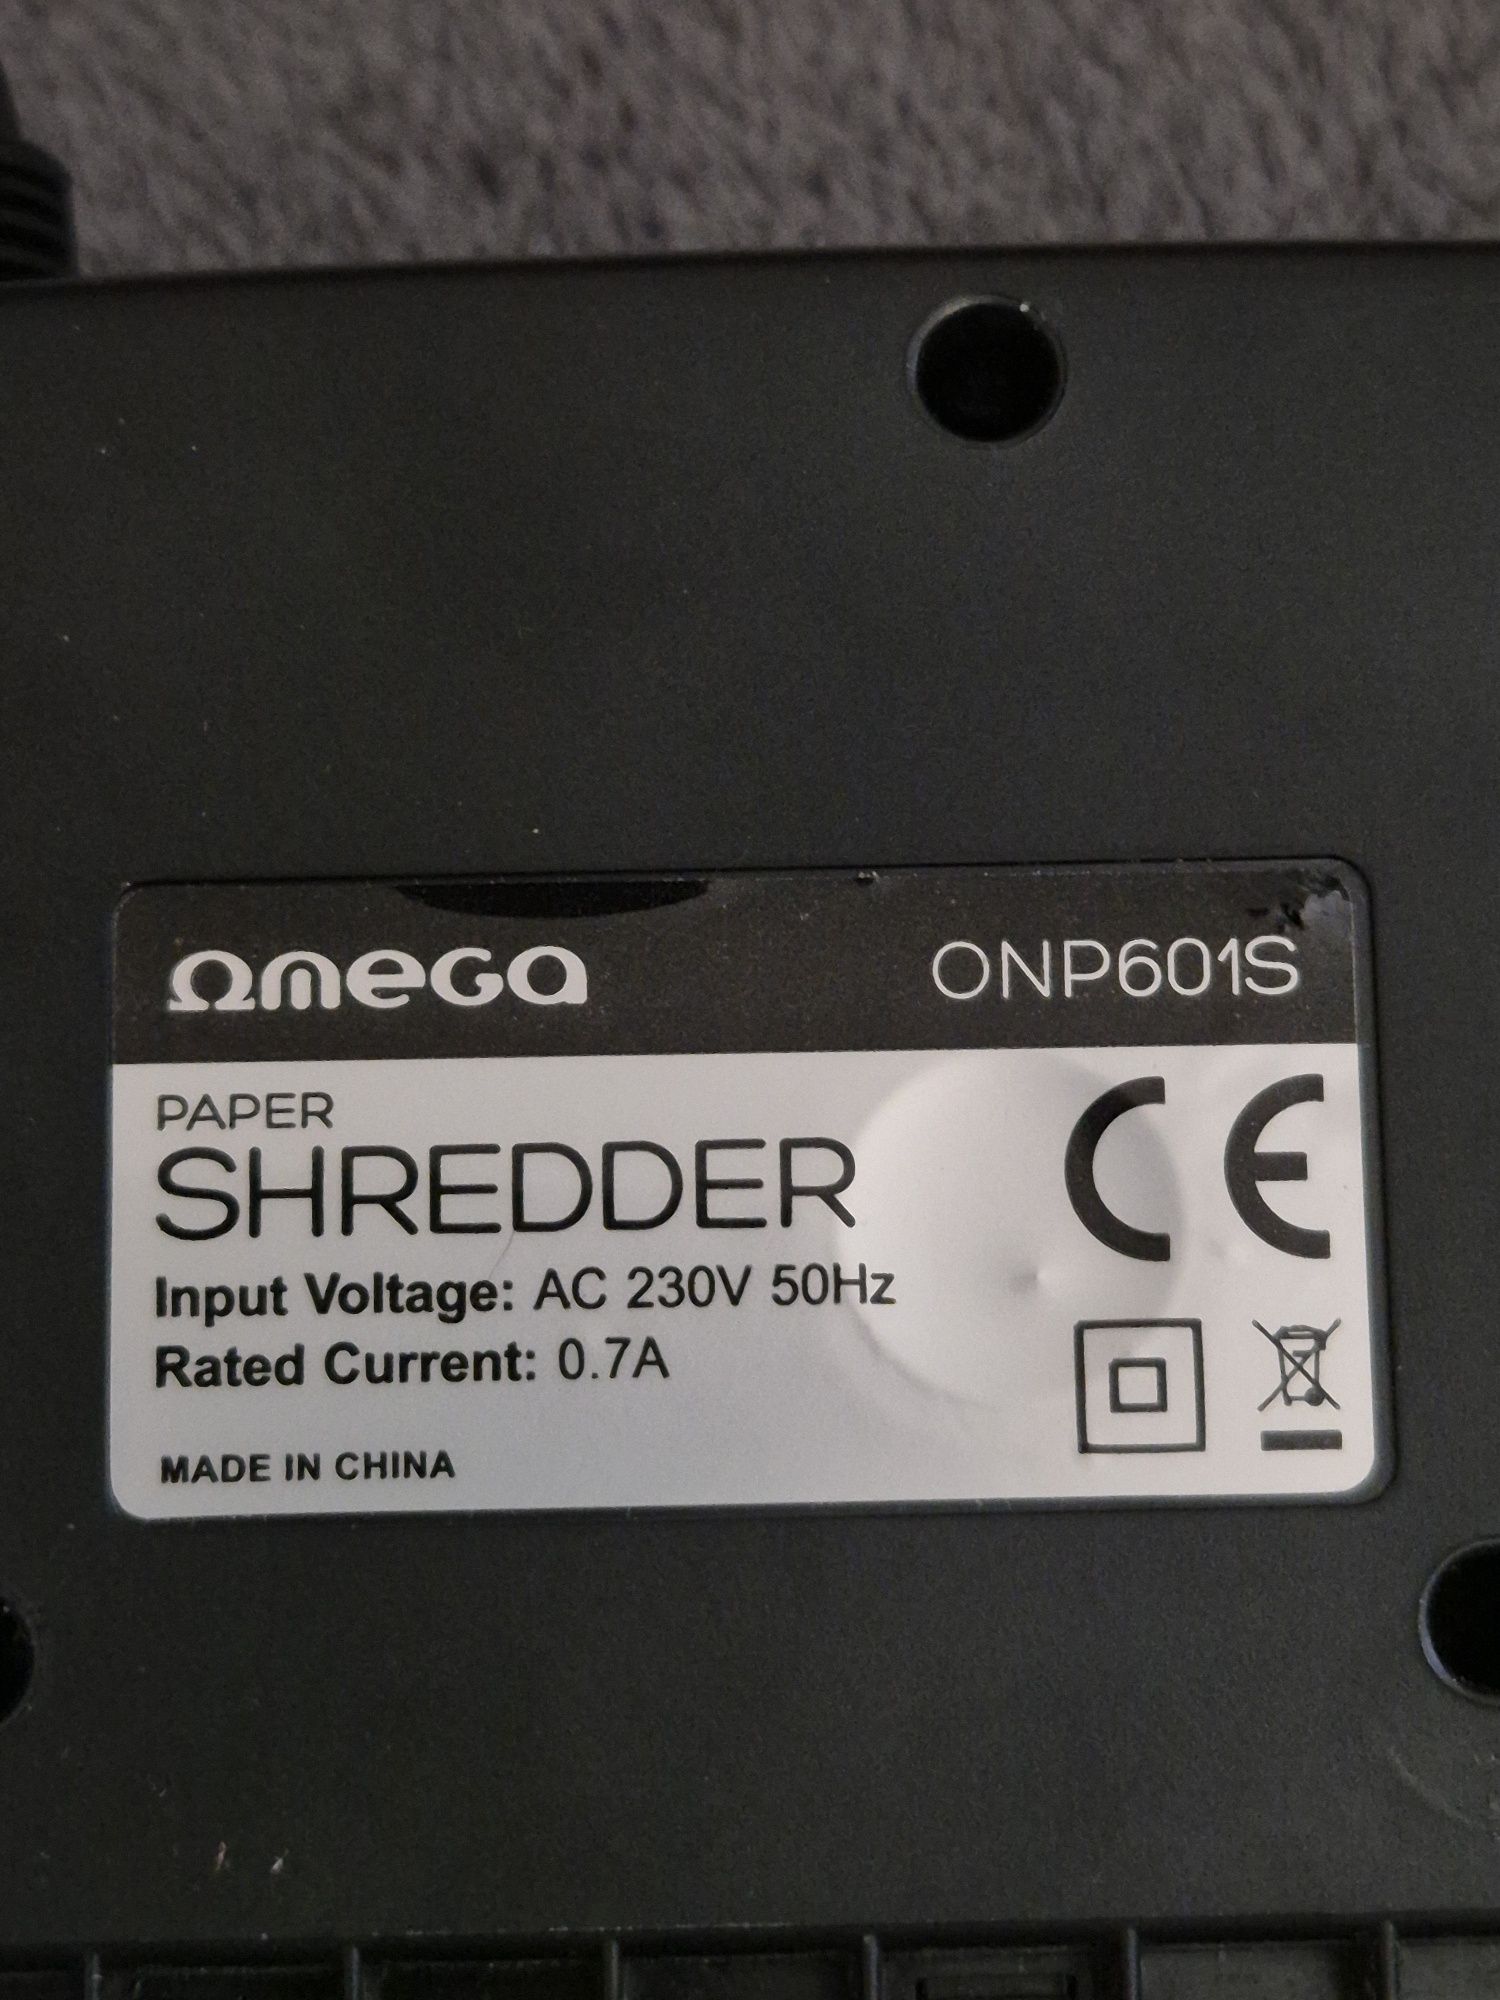 Ωmega
ONP601S
PAPER
SHREDDER
Input Voltage: AC 230V 50Hz
Rated Current: 0.7A
MADE IN CHINA
CE